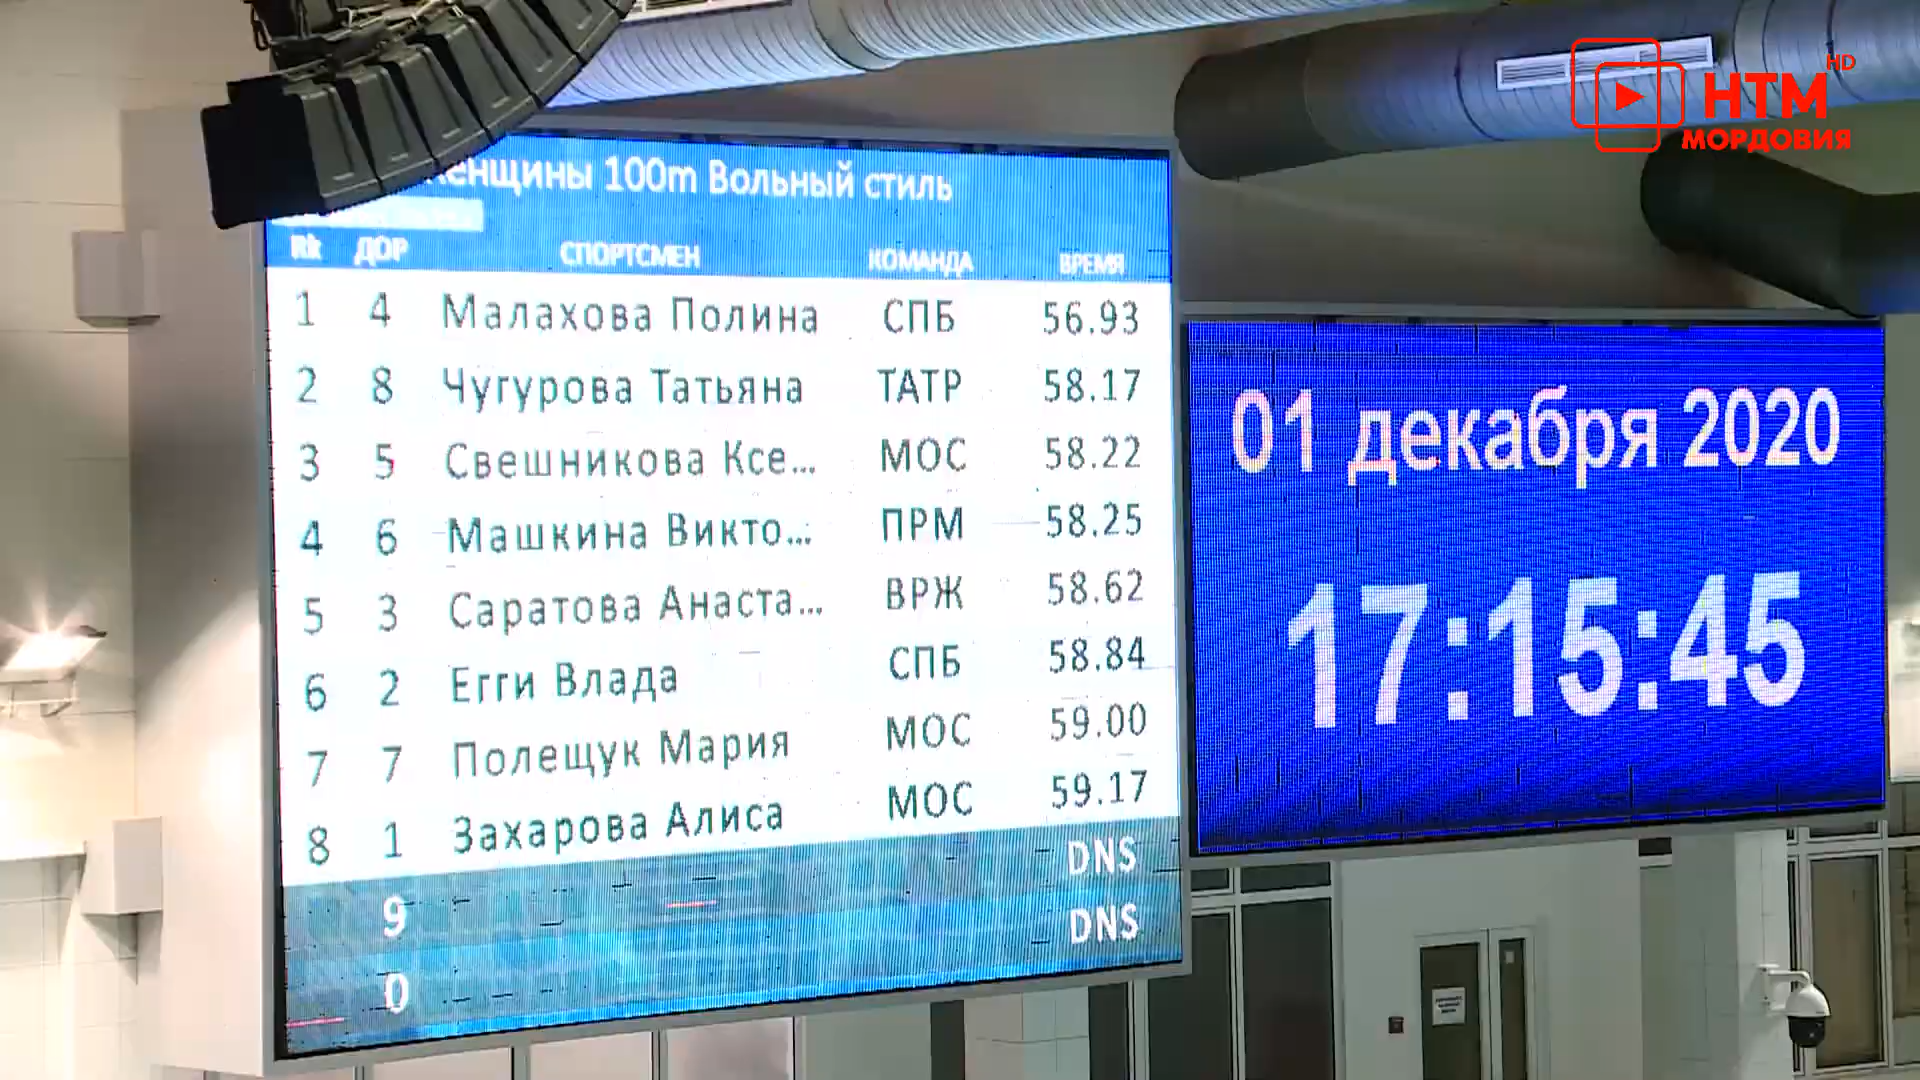 енщины 100m Вольный стиль
Rk ДОР СПОРТСМЕН КОМАНДА ВРЕМЯ
1 4 Малахова Полина СПБ 56.93
2 8 Чугурова Татьяна ТАТР 58.17
3 5 Свешникова Ксе... МОС 58.22
4 6 Машкина Викто... ПРМ 58.25
5 3 Саратова Анаста... ВРЖ 58.62
6 2 Егги Влада СПБ 58.84
7 7 Полещук Мария МОС 59.00
8 1 Захарова Алиса МОС 59.17
9 DNS
0 DNS
01 декабря 2020
17:15:45
НТМ HD
МОРДОВИЯ